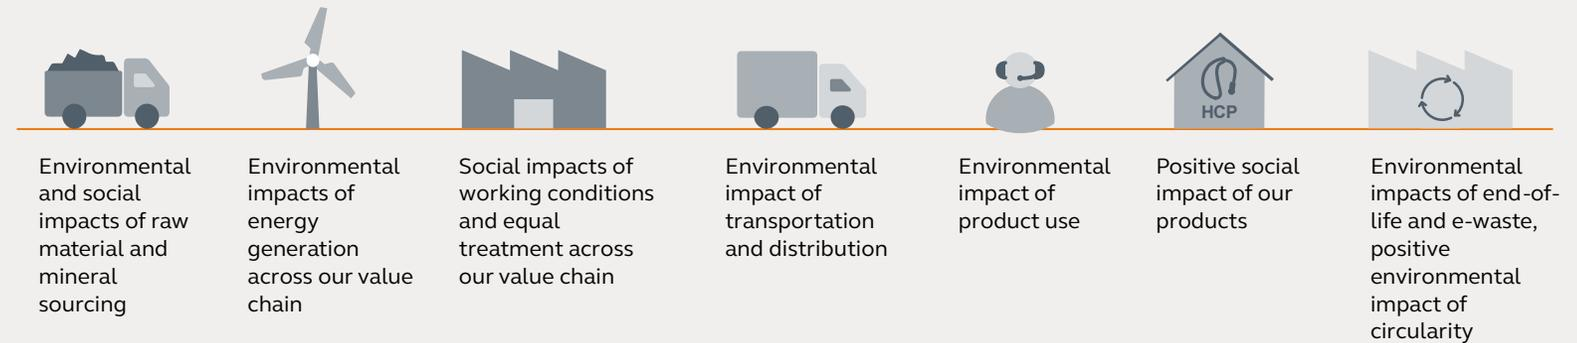 HCP
Environmental
and social
impacts of raw
material and
mineral
sourcing
Environmental
impacts of
energy
generation
across our value
chain
Social impacts of
working conditions
and equal
treatment across
our value chain
Environmental
impact of
transportation
and distribution
Environmental
impact of
product use
Positive social
impact of our
products
Environmental
impacts of end-of-
life and e-waste,
positive
environmental
impact of
circularity